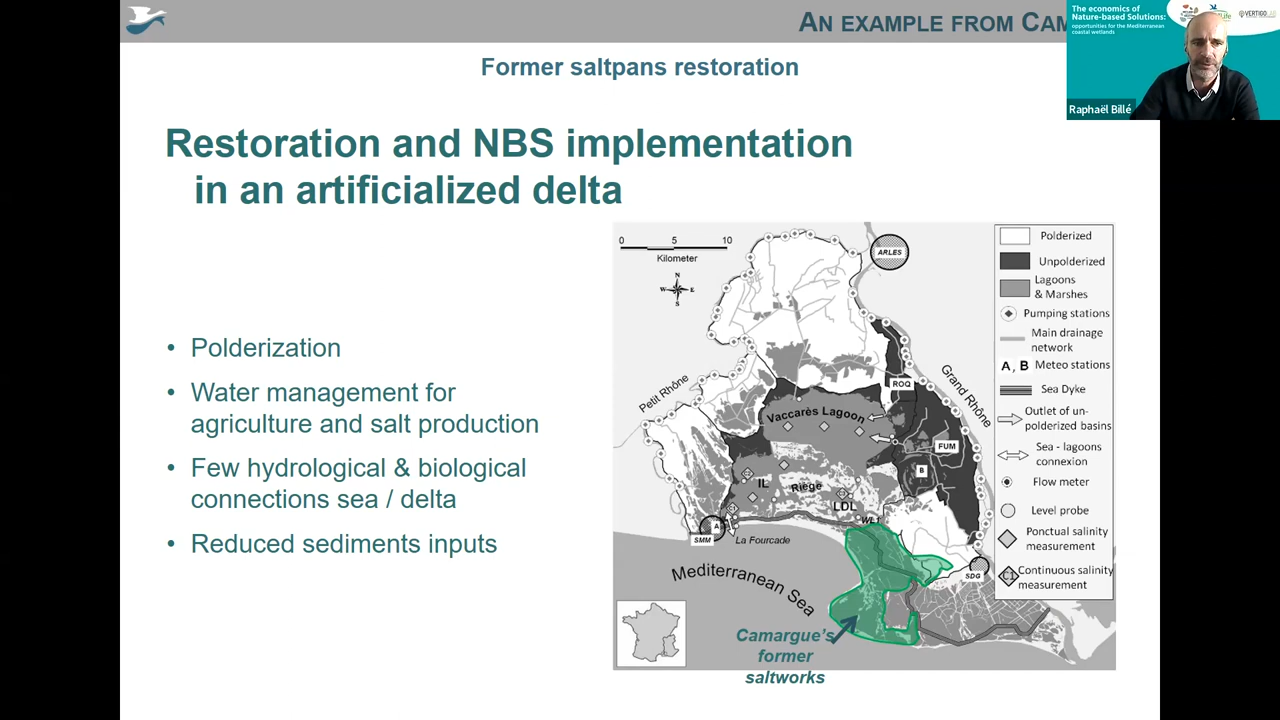 AN EXAMPLE FROM CAM
The economics of
Nature-based Solutions:
opportunities for the Mediterranean
coastal wetlands
VERTIGOLAB
Raphaël Billé
Former saltpans restoration
Restoration and NBS implementation
in an artificialized delta
• Polderization
• Water management for
agriculture and salt production
• Few hydrological & biological
connections sea / delta
• Reduced sediments inputs
0 5 10
Kilometer
N
W E
S
ARLES
Petit Rhône
Grand Rhône
ROQ
Vaccarès Lagoon
FUM
B
IL
Riège
LDL
WL1
A
SMM
La Fourcade
SDG
Mediterranean Sea
Camargue's
former
saltworks
Polderized
Unpolderized
Lagoons
& Marshes
Pumping stations
Main drainage
network
A, B Meteo stations
Sea Dyke
Outlet of un-
polderized basins
Sea - lagoons
connexion
Flow meter
Level probe
Ponctual salinity
measurement
C1 Continuous salinity
measurement